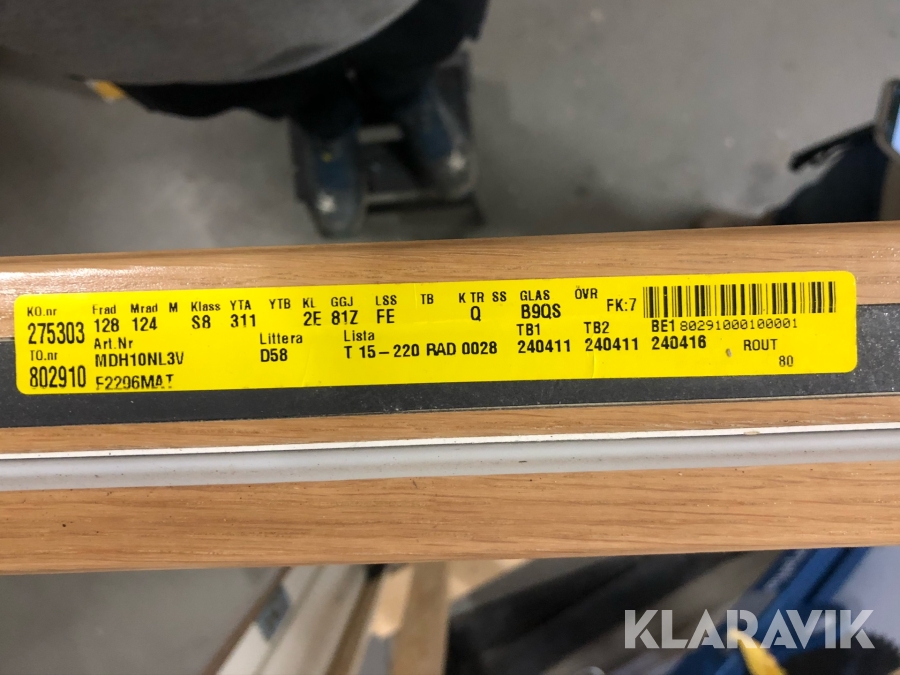 KO.nr Frad Mrad M Klass YTA YTB KL GGJ LSS TB K TR SS GLAS ÖVR FK:7
275303 128 124 S8 311 2E 81Z FE Q B9QS
Art.Nr Littera Lista TB1 TB2 BE1 80291000100001
TO.nr MDH10NL3V D58 T 15-220 RAD 0028 240411 240411 240416 ROUT
802910 F2296MAT 80
KLARAVIK